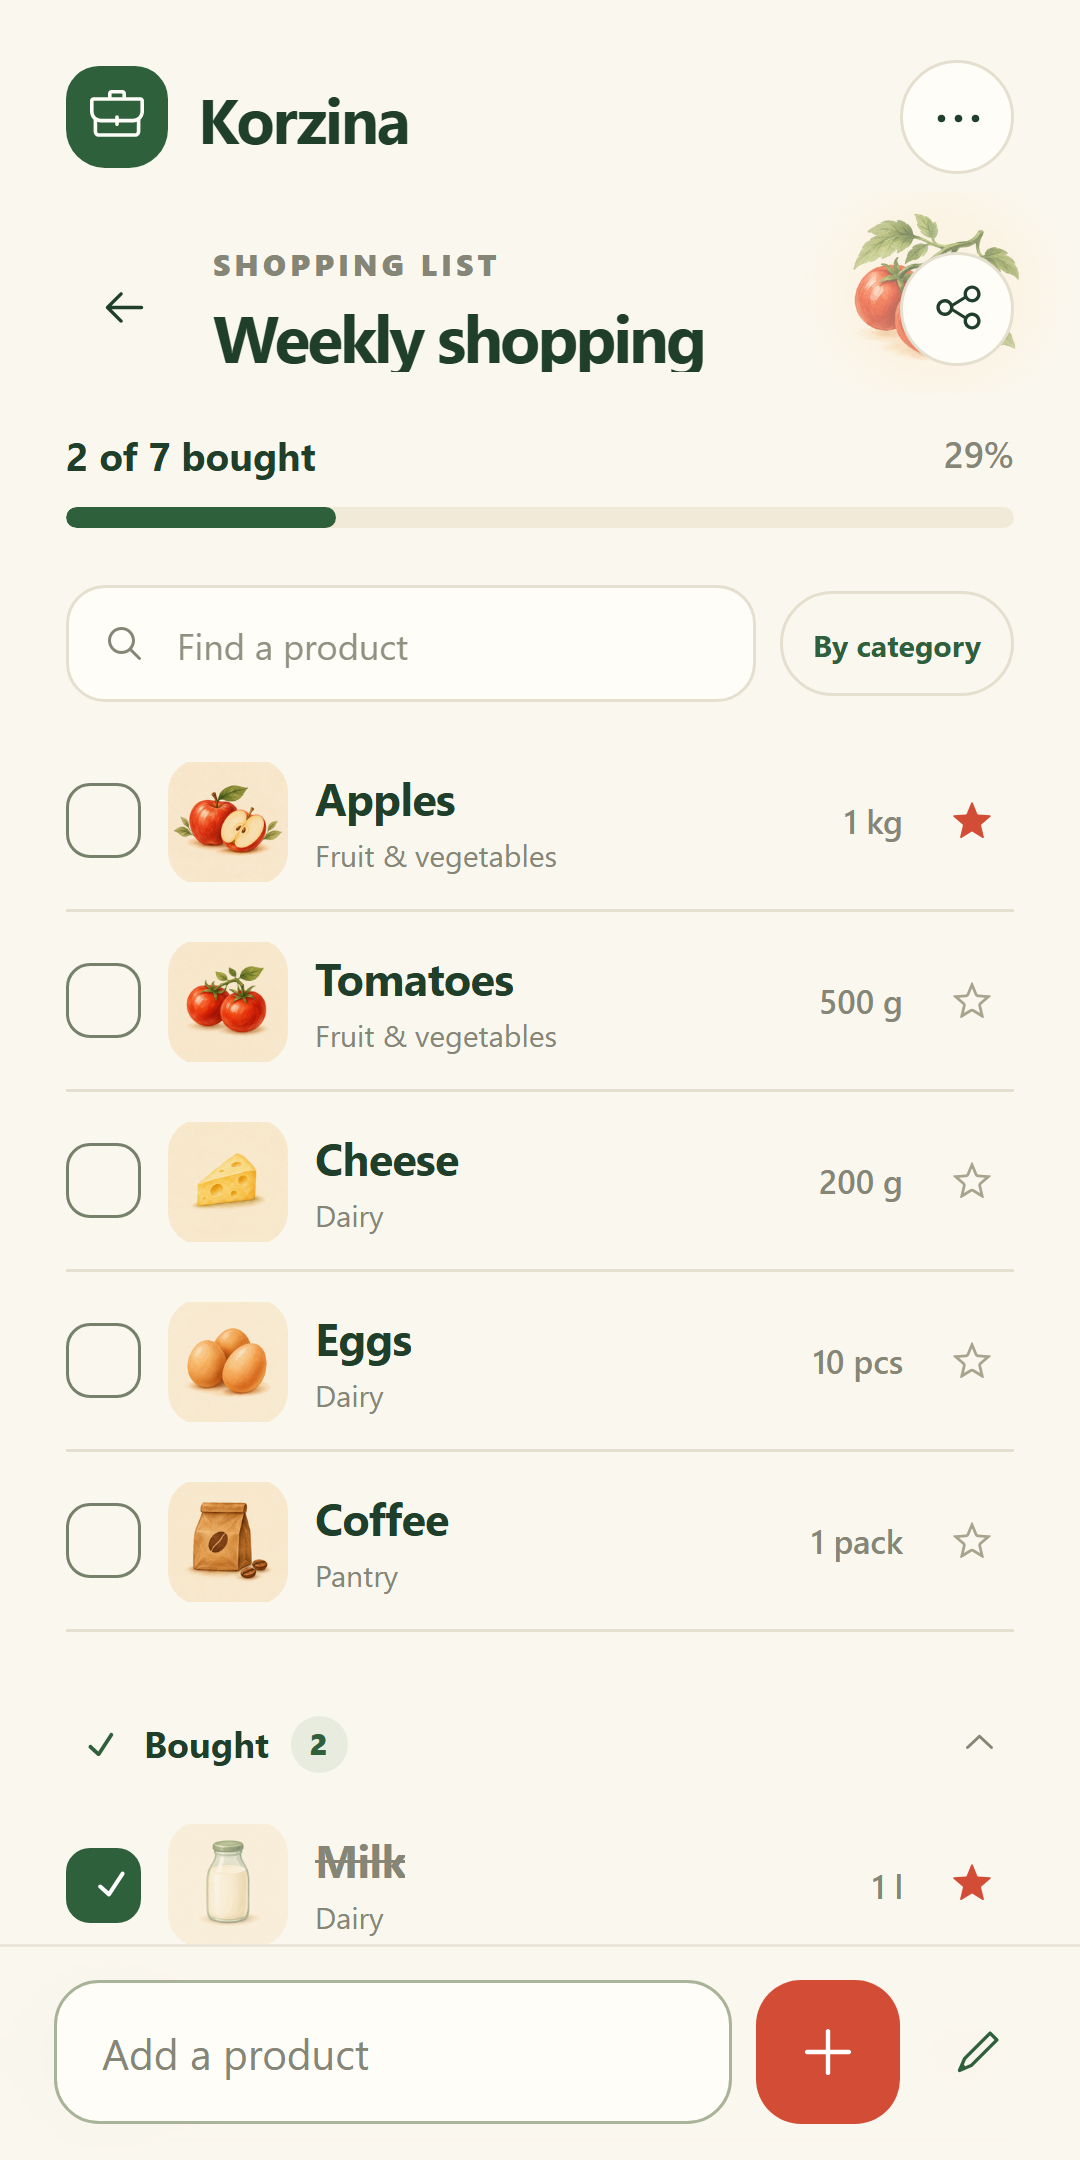 Korzina
SHOPPING LIST
Weekly shopping
2 of 7 bought
29%
Find a product
By category
Apples
Fruit & vegetables
1 kg
Tomatoes
Fruit & vegetables
500 g
Cheese
Dairy
200 g
Eggs
Dairy
10 pcs
Coffee
Pantry
1 pack
Bought 2
Milk
Dairy
1 l
Add a product